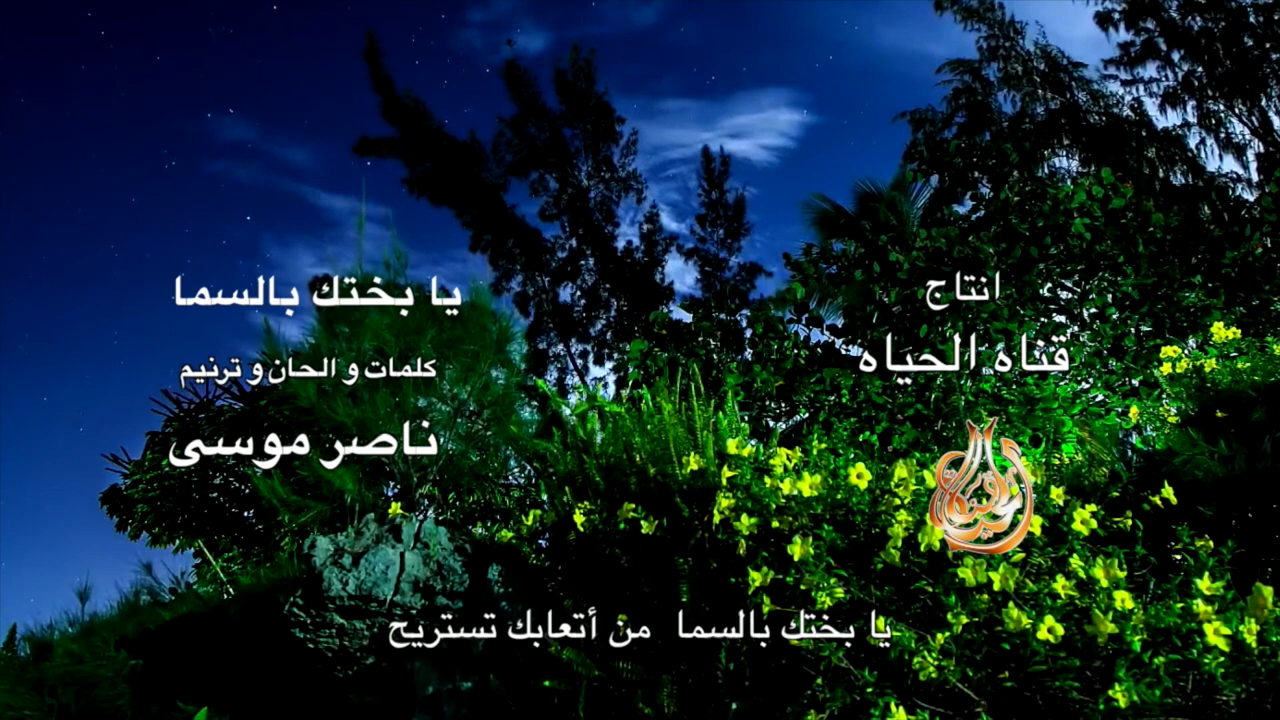 انتاج
قناه الحياه
يا بختك بالسما
كلمات و الحان و ترنيم
ناصر موسى
يا بختك بالسما من أتعابك تستريح